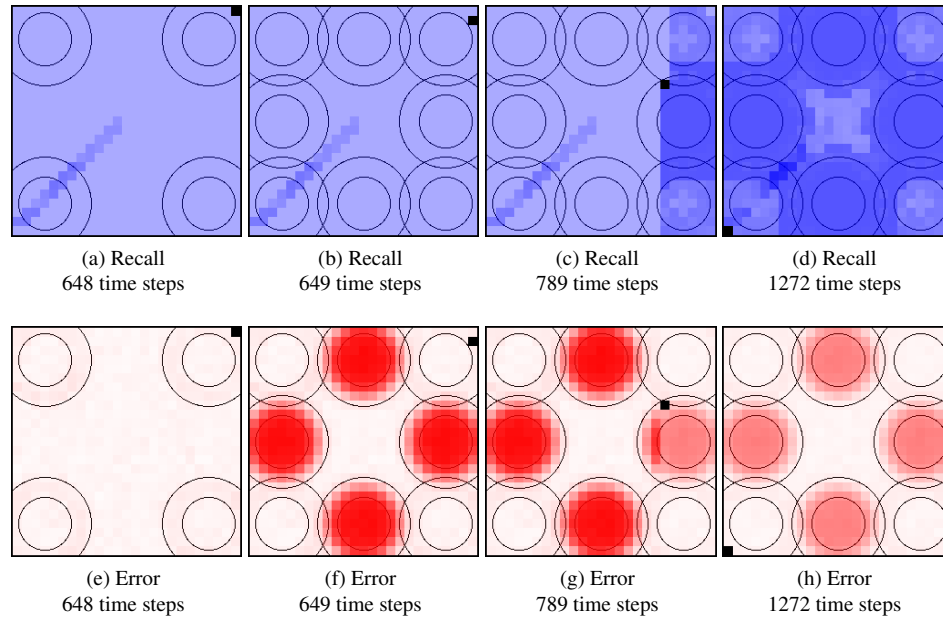 (a) Recall
648 time steps
(b) Recall
649 time steps
(c) Recall
789 time steps
(d) Recall
1272 time steps
(e) Error
648 time steps
(f) Error
649 time steps
(g) Error
789 time steps
(h) Error
1272 time steps